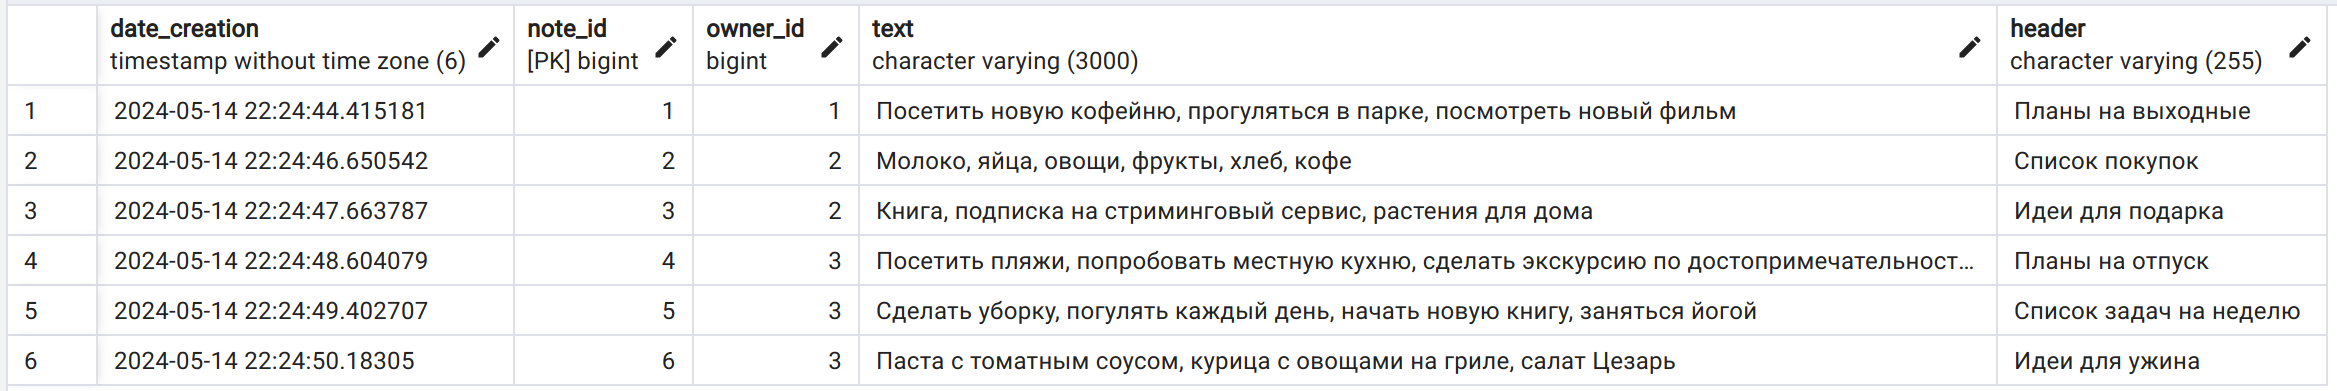 date_creation note_id owner_id text header
timestamp without time zone (6) [PK] bigint bigint character varying (3000) character varying (255)
1 2024-05-14 22:24:44.415181 1 1 Посетить новую кофейню, прогуляться в парке, посмотреть новый фильм Планы на выходные
2 2024-05-14 22:24:46.650542 2 2 Молоко, яйца, овощи, фрукты, хлеб, кофе Список покупок
3 2024-05-14 22:24:47.663787 3 2 Книга, подписка на стриминговый сервис, растения для дома Идеи для подарка
4 2024-05-14 22:24:48.604079 4 3 Посетить пляжи, попробовать местную кухню, сделать экскурсию по достопримечательност... Планы на отпуск
5 2024-05-14 22:24:49.402707 5 3 Сделать уборку, погулять каждый день, начать новую книгу, заняться йогой Список задач на неделю
6 2024-05-14 22:24:50.18305 6 3 Паста с томатным соусом, курица с овощами на гриле, салат Цезарь Идеи для ужина